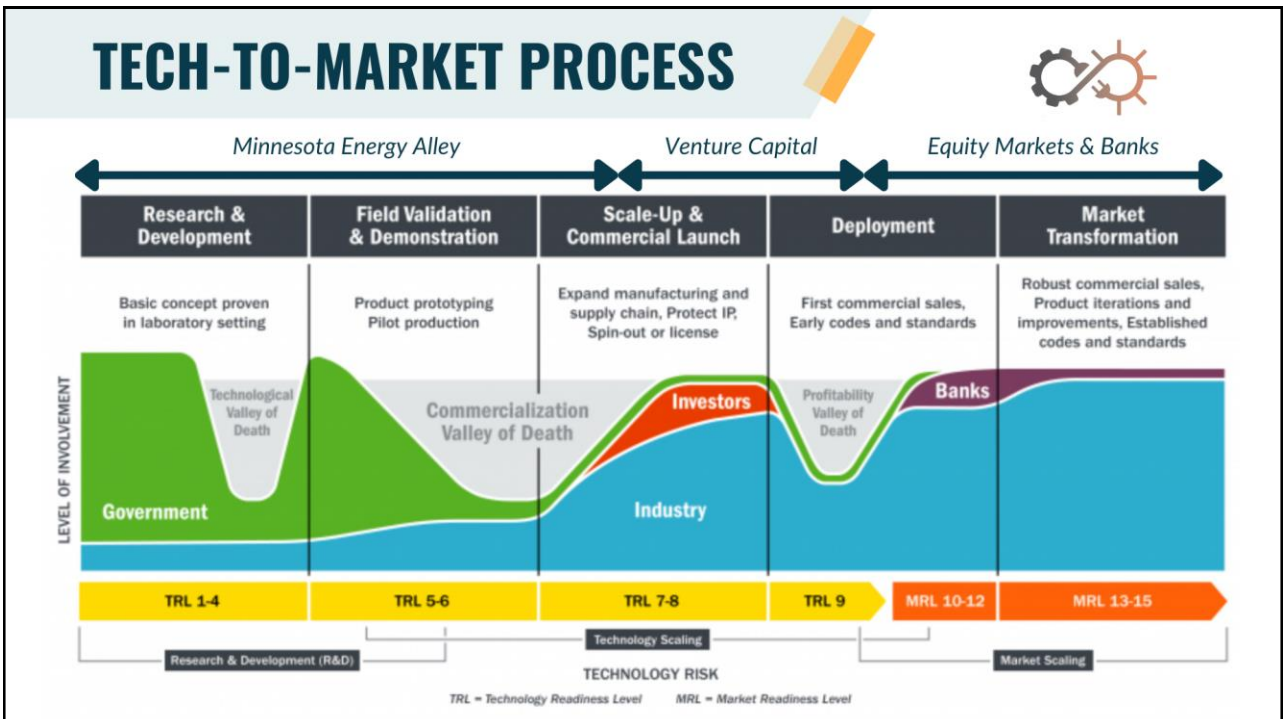 TECH-TO-MARKET PROCESS
Minnesota Energy Alley
Venture Capital
Equity Markets & Banks
Research &
Development
Field Validation
& Demonstration
Scale-Up &
Commercial Launch
Deployment
Market
Transformation
Basic concept proven
in laboratory setting
Product prototyping
Pilot production
Expand manufacturing and
supply chain, Protect IP,
Spin-out or license
First commercial sales,
Early codes and standards
Robust commercial sales,
Product iterations and
improvements, Established
codes and standards
LEVEL OF INVOLVEMENT
Technological
Valley of
Death
Commercialization
Valley of Death
Investors
Profitability
Valley of
Death
Banks
Government
Industry
TRL 1-4
TRL 5-6
TRL 7-8
TRL 9
MRL 10-12
MRL 13-15
Technology Scaling
Research & Development (R&D)
Market Scaling
TECHNOLOGY RISK
TRL = Technology Readiness Level
MRL = Market Readiness Level